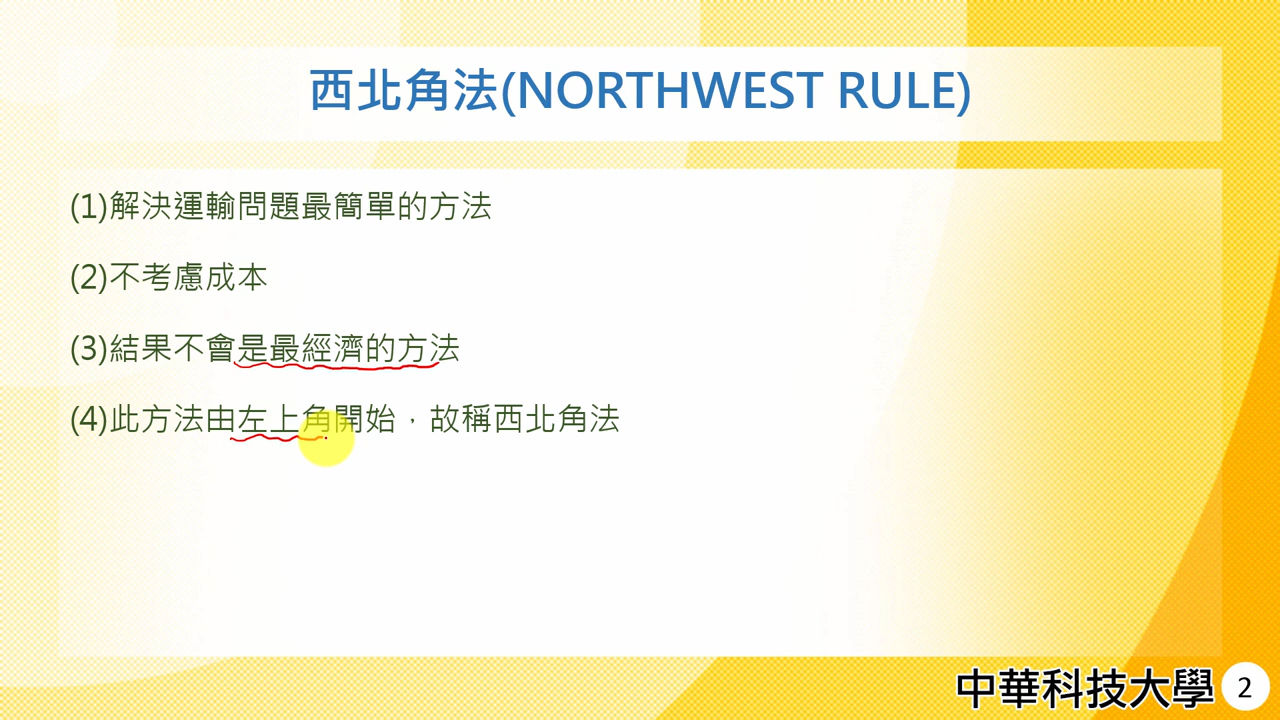 西北角法(NORTHWEST RULE)
(1)解決運輸問題最簡單的方法
(2)不考慮成本
(3)結果不會是最經濟的方法
(4)此方法由左上角開始，故稱西北角法
中華科技大學 2